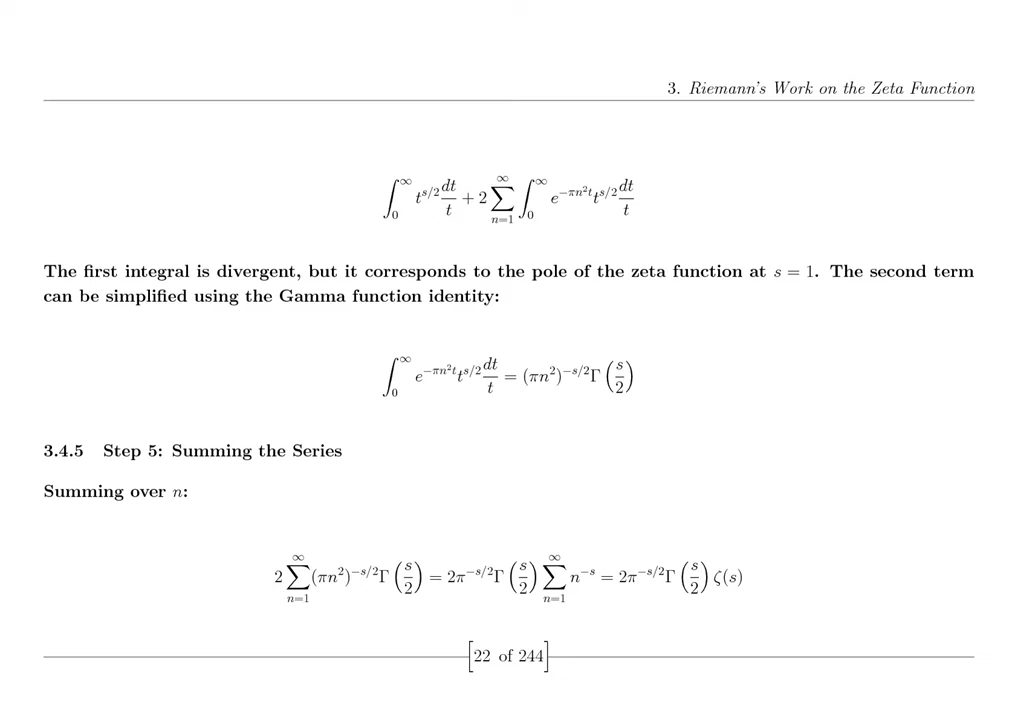 3. Riemann's Work on the Zeta Function
∫₀^∞ t^{s/2} dt/t + 2 ∑_{n=1}^∞ ∫₀^∞ e^{−πn²t} t^{s/2} dt/t
The first integral is divergent, but it corresponds to the pole of the zeta function at s = 1. The second term
can be simplified using the Gamma function identity:
∫₀^∞ e^{−πn²t} t^{s/2} dt/t = (πn²)^{−s/2} Γ(s/2)
3.4.5 Step 5: Summing the Series
Summing over n:
2 ∑_{n=1}^∞ (πn²)^{−s/2} Γ(s/2) = 2π^{−s/2} Γ(s/2) ∑_{n=1}^∞ n^{−s} = 2π^{−s/2} Γ(s/2) ζ(s)
[22 of 244]